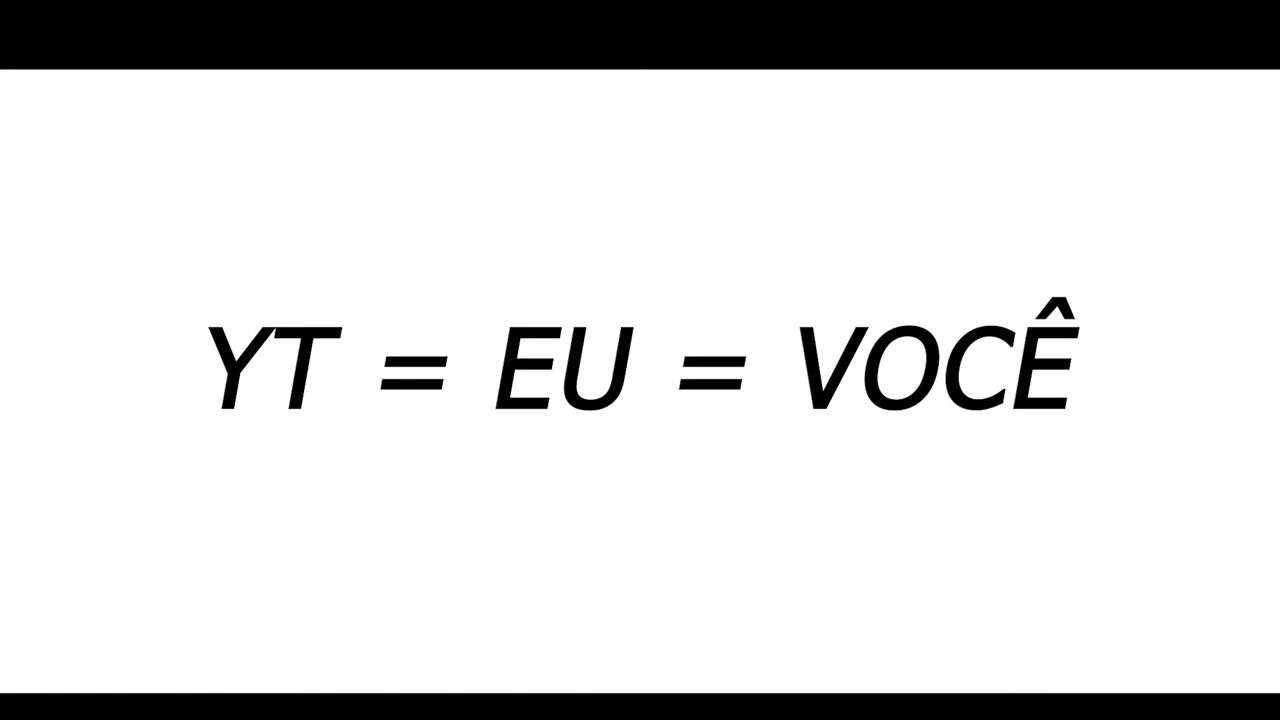 YT = EU = VOCÊ